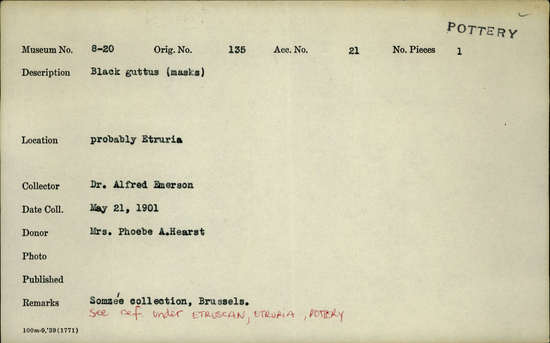 POTTERY
Museum No. 8-20 Orig. No. 135 Acc. No. 21 No. Pieces 1
Description Black guttus (masks)
Location probably Etruria
Collector Dr. Alfred Emerson
Date Coll. May 21, 1901
Donor Mrs. Phoebe A.Hearst
Photo
Published
Remarks Somzée collection, Brussels.
See ref. under ETRUSCAN, ETRURIA, POTTERY
100m-9,'39(1771)